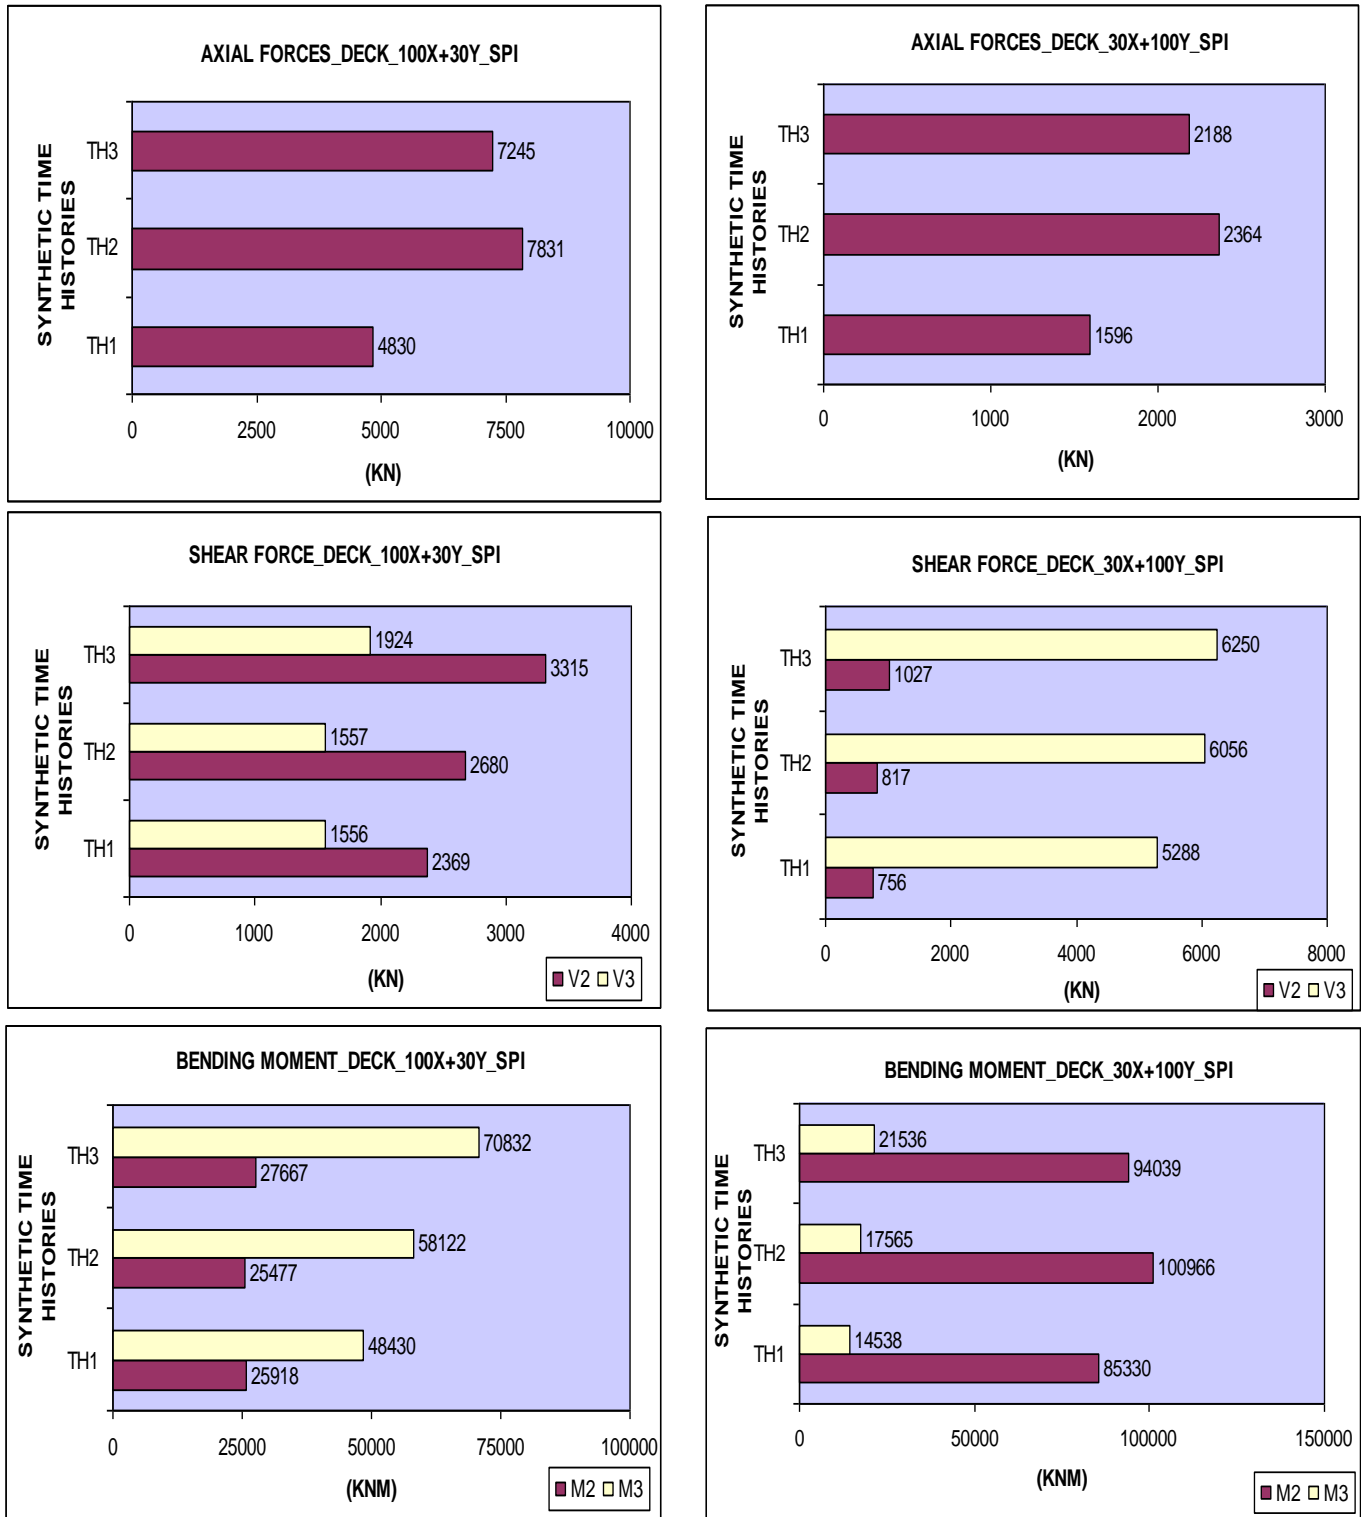 AXIAL FORCES_DECK_100X+30Y_SPI
SYNTHETIC TIME
HISTORIES
TH3
7245
TH2
7831
TH1
4830
0 2500 5000 7500 10000
(KN)
AXIAL FORCES_DECK_30X+100Y_SPI
SYNTHETIC TIME
HISTORIES
TH3
2188
TH2
2364
TH1
1596
0 1000 2000 3000
(KN)
SHEAR FORCE_DECK_100X+30Y_SPI
SYNTHETIC TIME
HISTORIES
1924
TH3
3315
1557
TH2
2680
1556
TH1
2369
0 1000 2000 3000 4000
(KN)
V2 V3
SHEAR FORCE_DECK_30X+100Y_SPI
SYNTHETIC TIME
HISTORIES
6250
TH3
1027
6056
TH2
817
5288
TH1
756
0 2000 4000 6000 8000
(KN)
V2 V3
BENDING MOMENT_DECK_100X+30Y_SPI
SYNTHETIC TIME
HISTORIES
70832
TH3
27667
58122
TH2
25477
48430
TH1
25918
0 25000 50000 75000 100000
(KNM)
M2 M3
BENDING MOMENT_DECK_30X+100Y_SPI
SYNTHETIC TIME
HISTORIES
21536
TH3
94039
17565
TH2
100966
14538
TH1
85330
0 50000 100000 150000
(KNM)
M2 M3